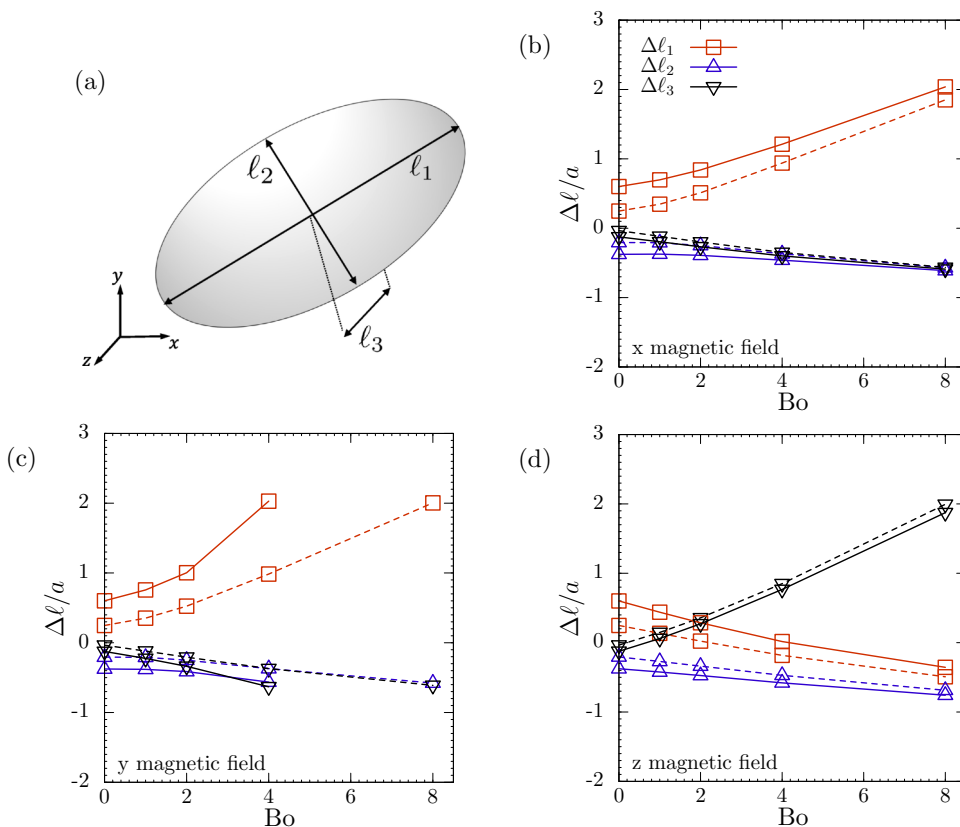 (a)
ℓ₁
ℓ₂
ℓ₃
y
x
z
(b)
3
2
1
0
-1
-2
Δℓ/a
Δℓ₁
Δℓ₂
Δℓ₃
x magnetic field
0 2 4 6 8
Bo
(c)
3
2
1
0
-1
-2
Δℓ/a
y magnetic field
0 2 4 6 8
Bo
(d)
3
2
1
0
-1
-2
Δℓ/a
z magnetic field
0 2 4 6 8
Bo